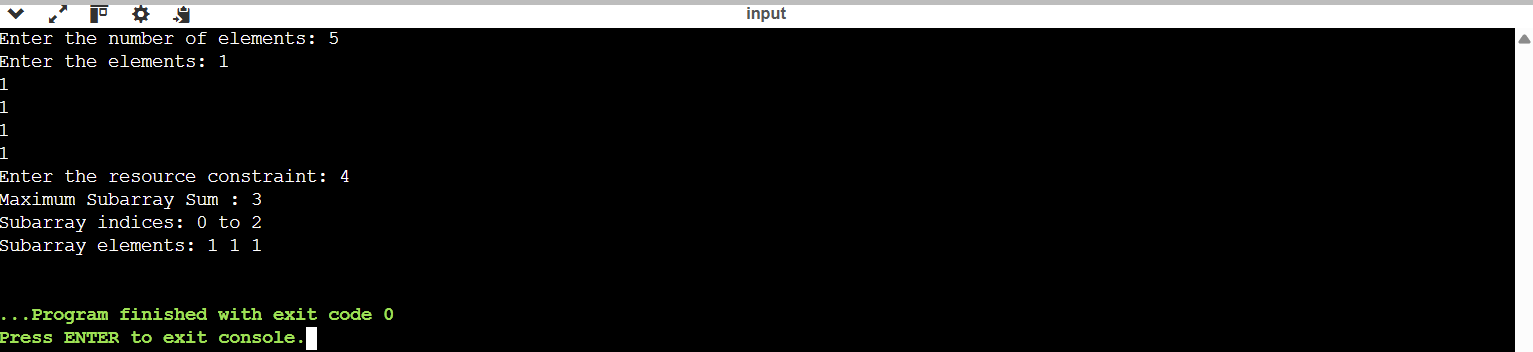 input
Enter the number of elements: 5
Enter the elements: 1
1
1
1
1
Enter the resource constraint: 4
Maximum Subarray Sum : 3
Subarray indices: 0 to 2
Subarray elements: 1 1 1
...Program finished with exit code 0
Press ENTER to exit console.